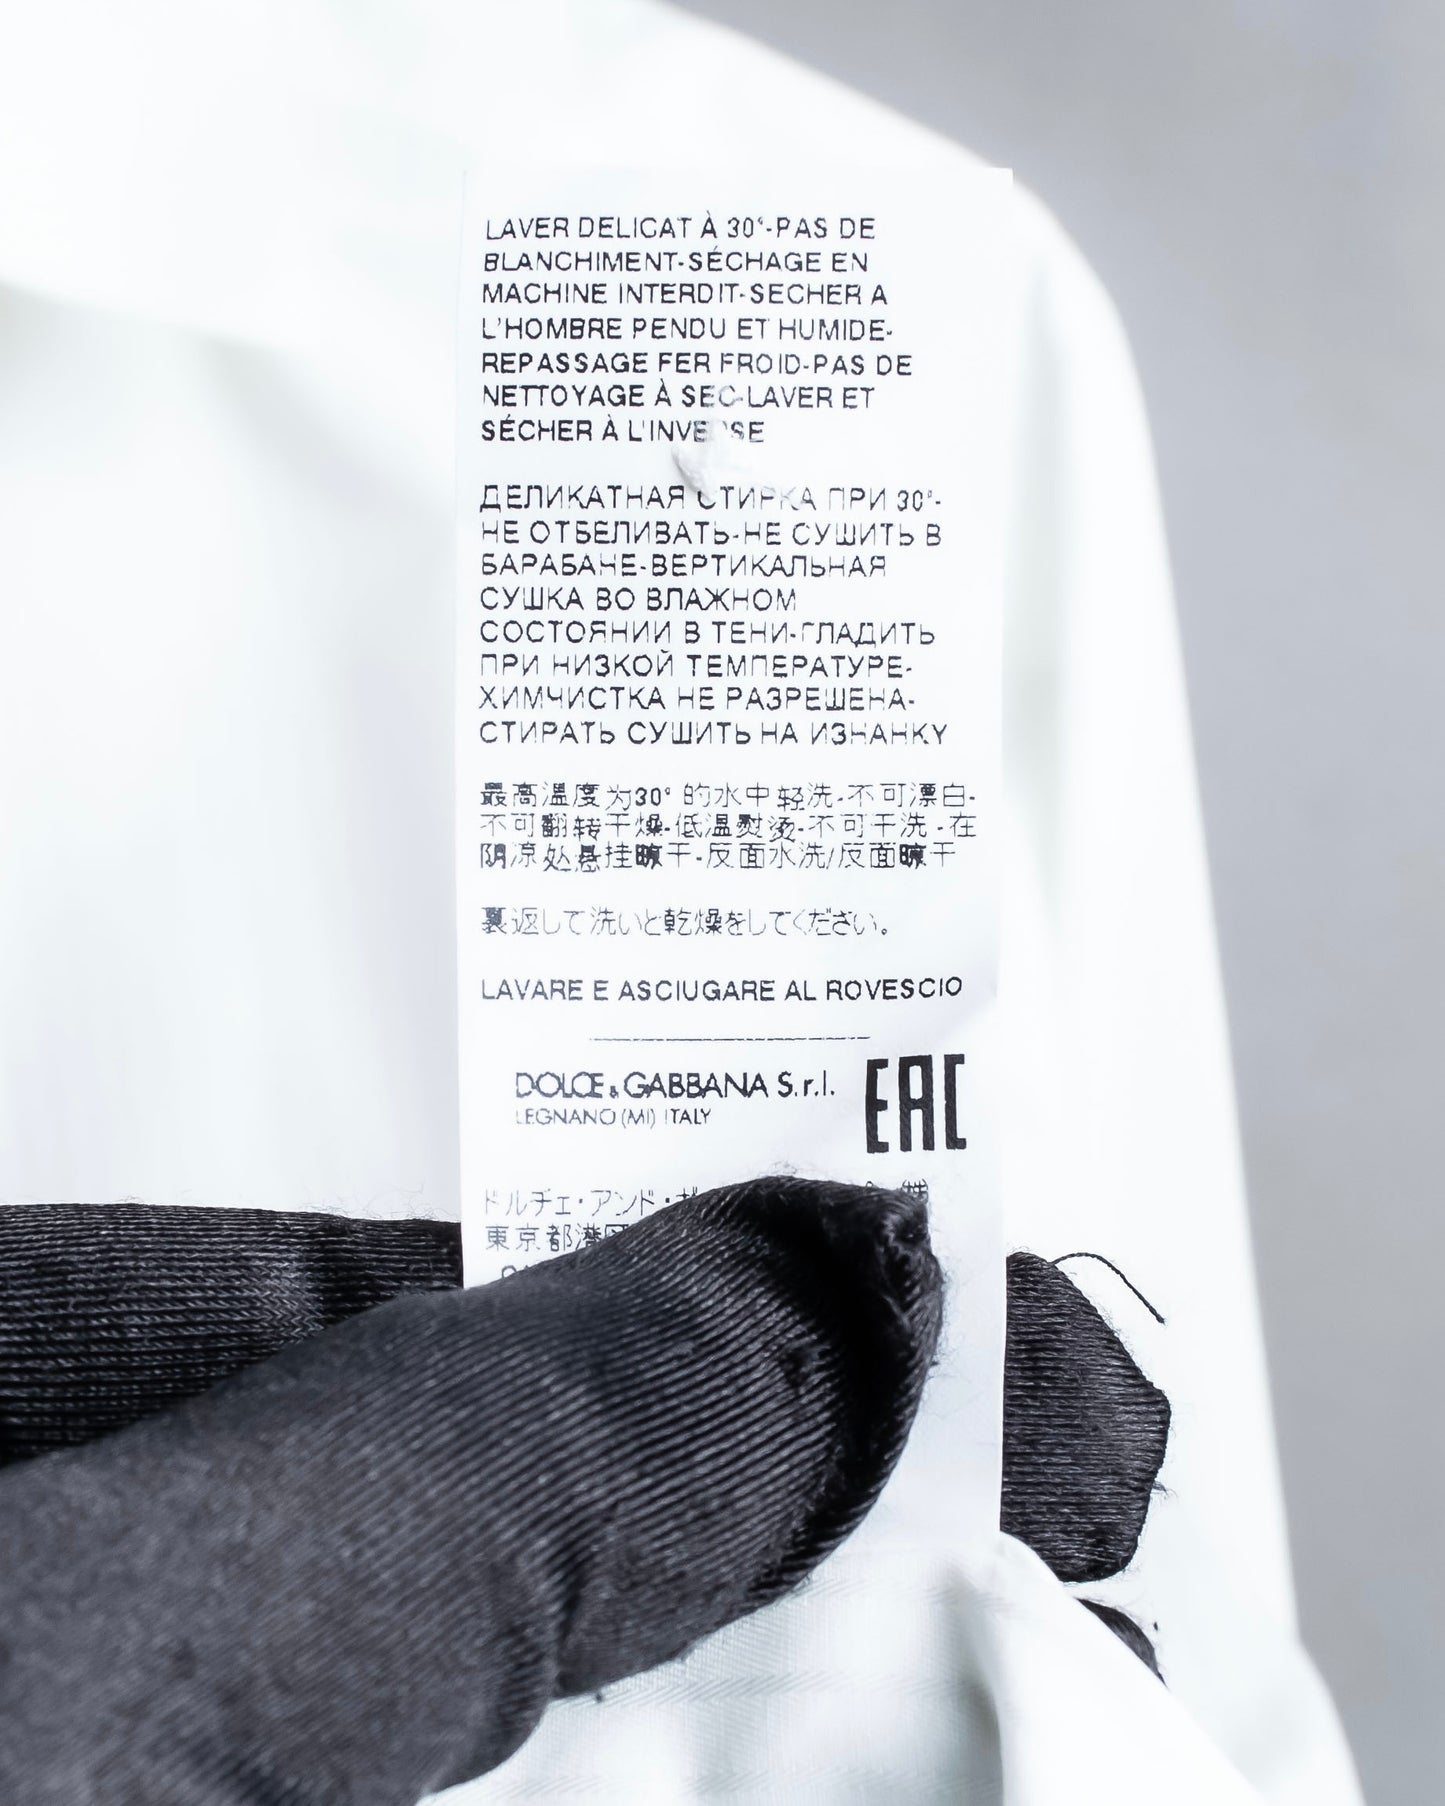 LAVER DELICAT À 30°-PAS DE
BLANCHIMENT-SÉCHAGE EN
MACHINE INTERDIT-SECHER A
L'HOMBRE PENDU ET HUMIDE-
REPASSAGE FER FROID-PAS DE
NETTOYAGE À SEC-LAVER ET
SÉCHER À L'INVERSE
ДЕЛИКАТНАЯ СТИРКА ПРИ 30°-
НЕ ОТБЕЛИВАТЬ-НЕ СУШИТЬ В
БАРАБАНЕ-ВЕРТИКАЛЬНАЯ
СУШКА ВО ВЛАЖНОМ
СОСТОЯНИИ В ТЕНИ-ГЛАДИТЬ
ПРИ НИЗКОЙ ТЕМПЕРАТУРЕ-
ХИМЧИСТКА НЕ РАЗРЕШЕНА-
СТИРАТЬ СУШИТЬ НА ИЗНАНКУ
最高温度为30° 的水中轻洗-不可漂白-
不可翻转干燥-低温熨烫-不可干洗-在
阴凉处悬挂晾干-反面水洗/反面晾干
裏返して洗いと乾燥をしてください。
LAVARE E ASCIUGARE AL ROVESCIO
DOLCE & GABBANA S.r.l.
LEGNANO (MI) ITALY
EAC
ドルチェ・アンド・
東京都港区